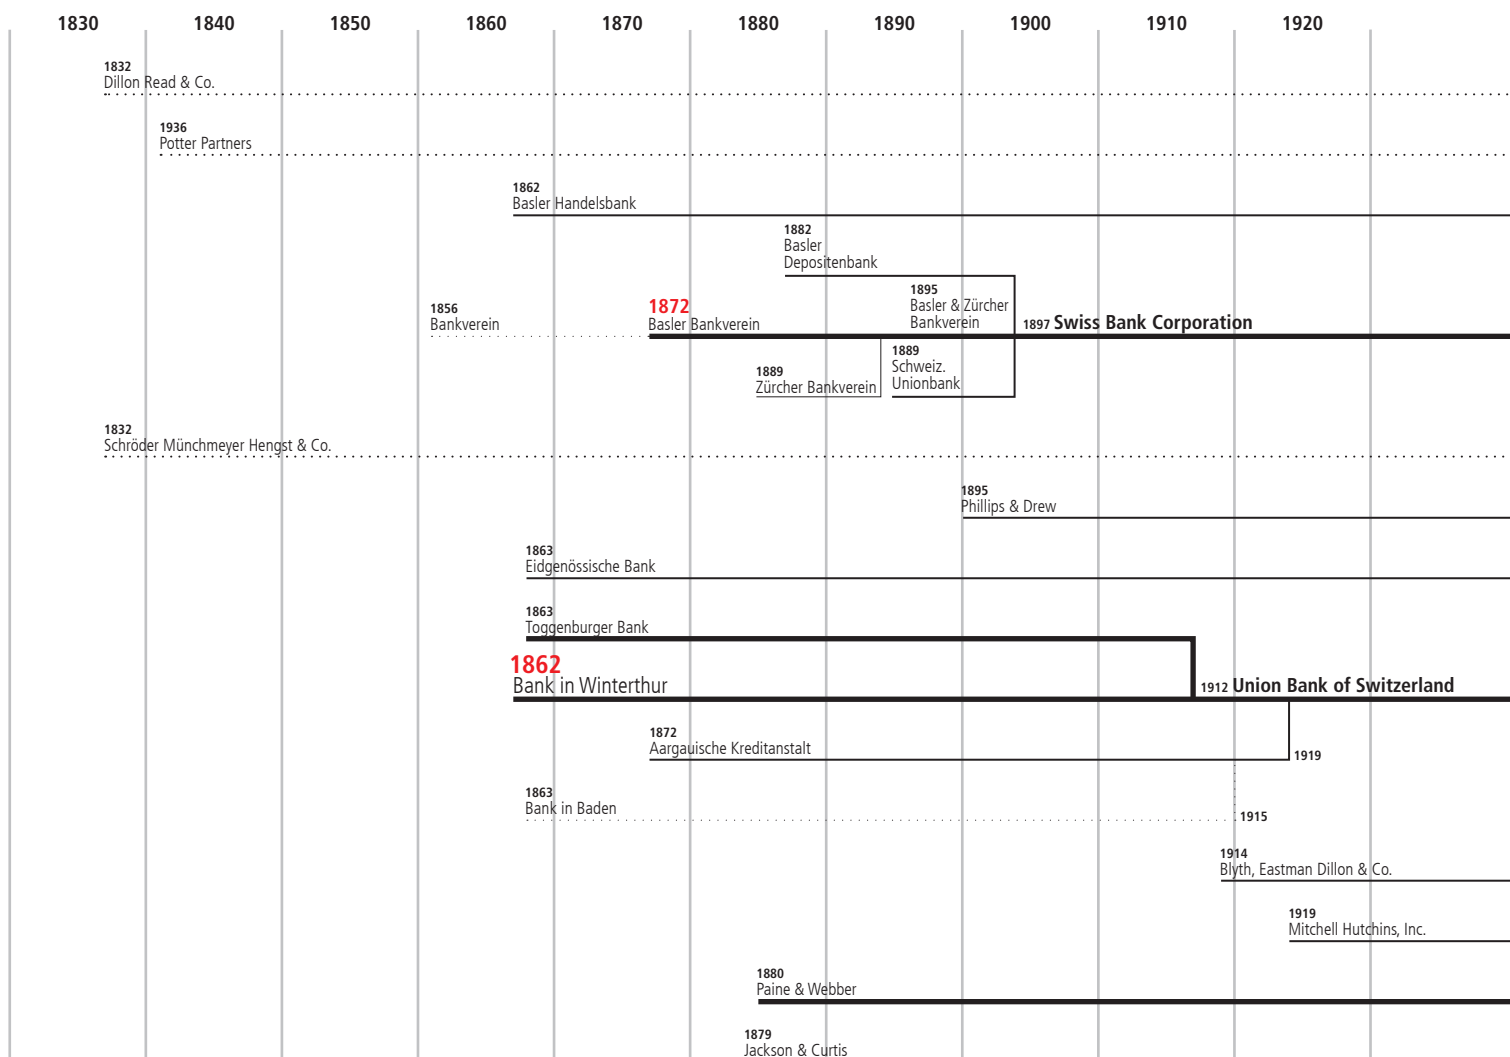 1830 1840 1850 1860 1870 1880 1890 1900 1910 1920
1832
Dillon Read & Co.
1936
Potter Partners
1862
Basler Handelsbank
1882
Basler
Depositenbank
1856
Bankverein
1872
Basler Bankverein
1895
Basler & Zürcher
Bankverein
1897 Swiss Bank Corporation
1889
Zürcher Bankverein
1889
Schweiz.
Unionbank
1832
Schröder Münchmeyer Hengst & Co.
1895
Phillips & Drew
1863
Eidgenössische Bank
1863
Toggenburger Bank
1862
Bank in Winterthur
1912 Union Bank of Switzerland
1872
Aargauische Kreditanstalt
1919
1863
Bank in Baden
1915
1914
Blyth, Eastman Dillon & Co.
1919
Mitchell Hutchins, Inc.
1880
Paine & Webber
1879
Jackson & Curtis